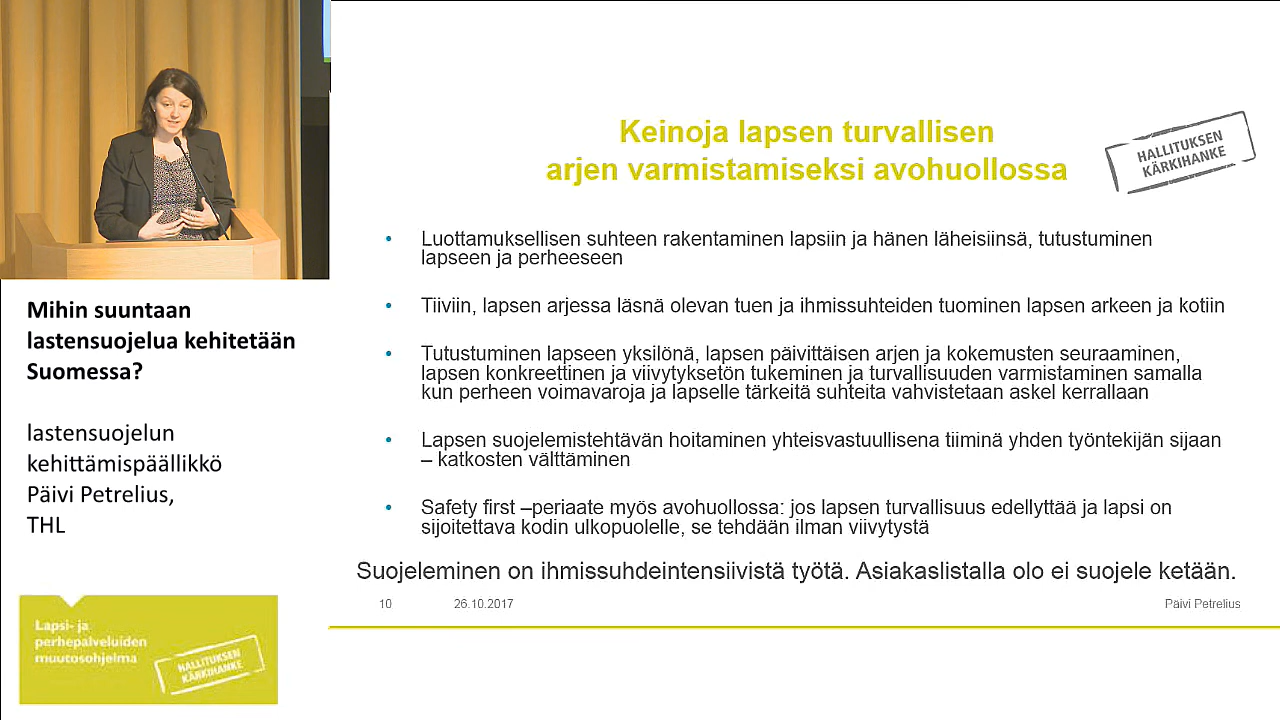 Keinoja lapsen turvallisen
arjen varmistamiseksi avohuollossa
HALLITUKSEN
KÄRKIHANKE
• Luottamuksellisen suhteen rakentaminen lapsiin ja hänen läheisiinsä, tutustuminen
lapseen ja perheeseen
• Tiiviin, lapsen arjessa läsnä olevan tuen ja ihmissuhteiden tuominen lapsen arkeen ja kotiin
• Tutustuminen lapseen yksilönä, lapsen päivittäisen arjen ja kokemusten seuraaminen,
lapsen konkreettinen ja viivytyksetön tukeminen ja turvallisuuden varmistaminen samalla
kun perheen voimavaroja ja lapselle tärkeitä suhteita vahvistetaan askel kerrallaan
• Lapsen suojelemistehtävän hoitaminen yhteisvastuullisena tiiminä yhden työntekijän sijaan
– katkosten välttäminen
• Safety first –periaate myös avohuollossa: jos lapsen turvallisuus edellyttää ja lapsi on
sijoitettava kodin ulkopuolelle, se tehdään ilman viivytystä
Suojeleminen on ihmissuhdeintensiivistä työtä. Asiakaslistalla olo ei suojele ketään.
10 26.10.2017 Päivi Petrelius
Mihin suuntaan
lastensuojelua kehitetään
Suomessa?
lastensuojelun
kehittämispäällikkö
Päivi Petrelius,
THL
Lapsi- ja
perhepalveluiden
muutosohjelma
HALLITUKSEN
KÄRKIHANKE